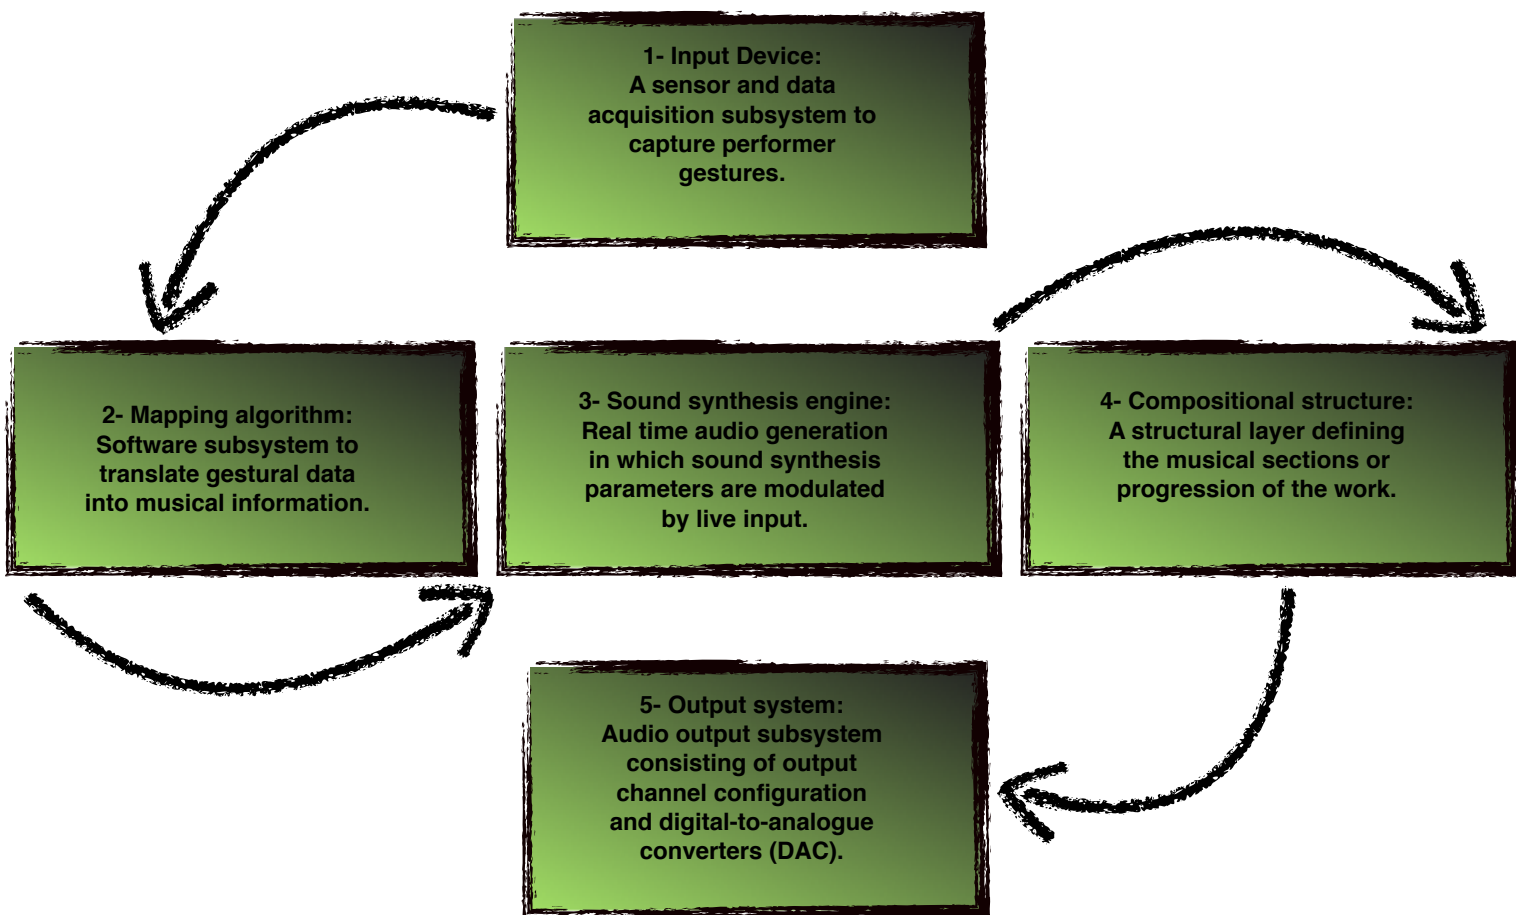 1- Input Device:
A sensor and data
acquisition subsystem to
capture performer
gestures.
2- Mapping algorithm:
Software subsystem to
translate gestural data
into musical information.
3- Sound synthesis engine:
Real time audio generation
in which sound synthesis
parameters are modulated
by live input.
4- Compositional structure:
A structural layer defining
the musical sections or
progression of the work.
5- Output system:
Audio output subsystem
consisting of output
channel configuration
and digital-to-analogue
converters (DAC).